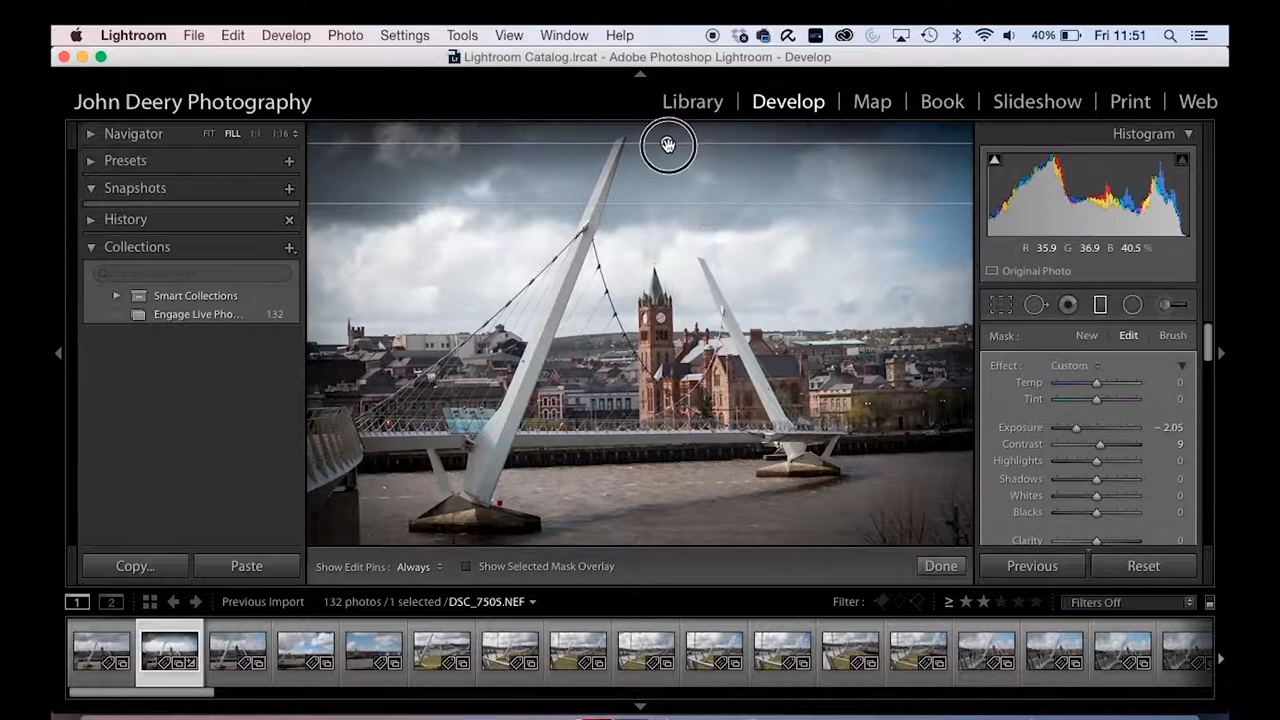 Lightroom File Edit Develop Photo Settings Tools View Window Help 40% Fri 11:51
Lightroom Catalog.lrcat - Adobe Photoshop Lightroom - Develop
John Deery Photography Library | Develop | Map | Book | Slideshow | Print | Web
Navigator FIT FILL 1:1 1:16
Histogram
Presets
Snapshots
History
Collections
R 35.9 G 36.9 B 40.5 %
Original Photo
Smart Collections
Engage Live Pho... 132
Mask : New Edit Brush
Effect : Custom
Temp 0
Tint 0
Exposure - 2.05
Contrast 9
Highlights 0
Shadows 0
Whites 0
Blacks 0
Clarity 0
Copy... Paste
Show Edit Pins : Always Show Selected Mask Overlay Done
Previous Reset
1 2 Previous Import 132 photos / 1 selected / DSC_7505.NEF Filter : ≥ Filters Off